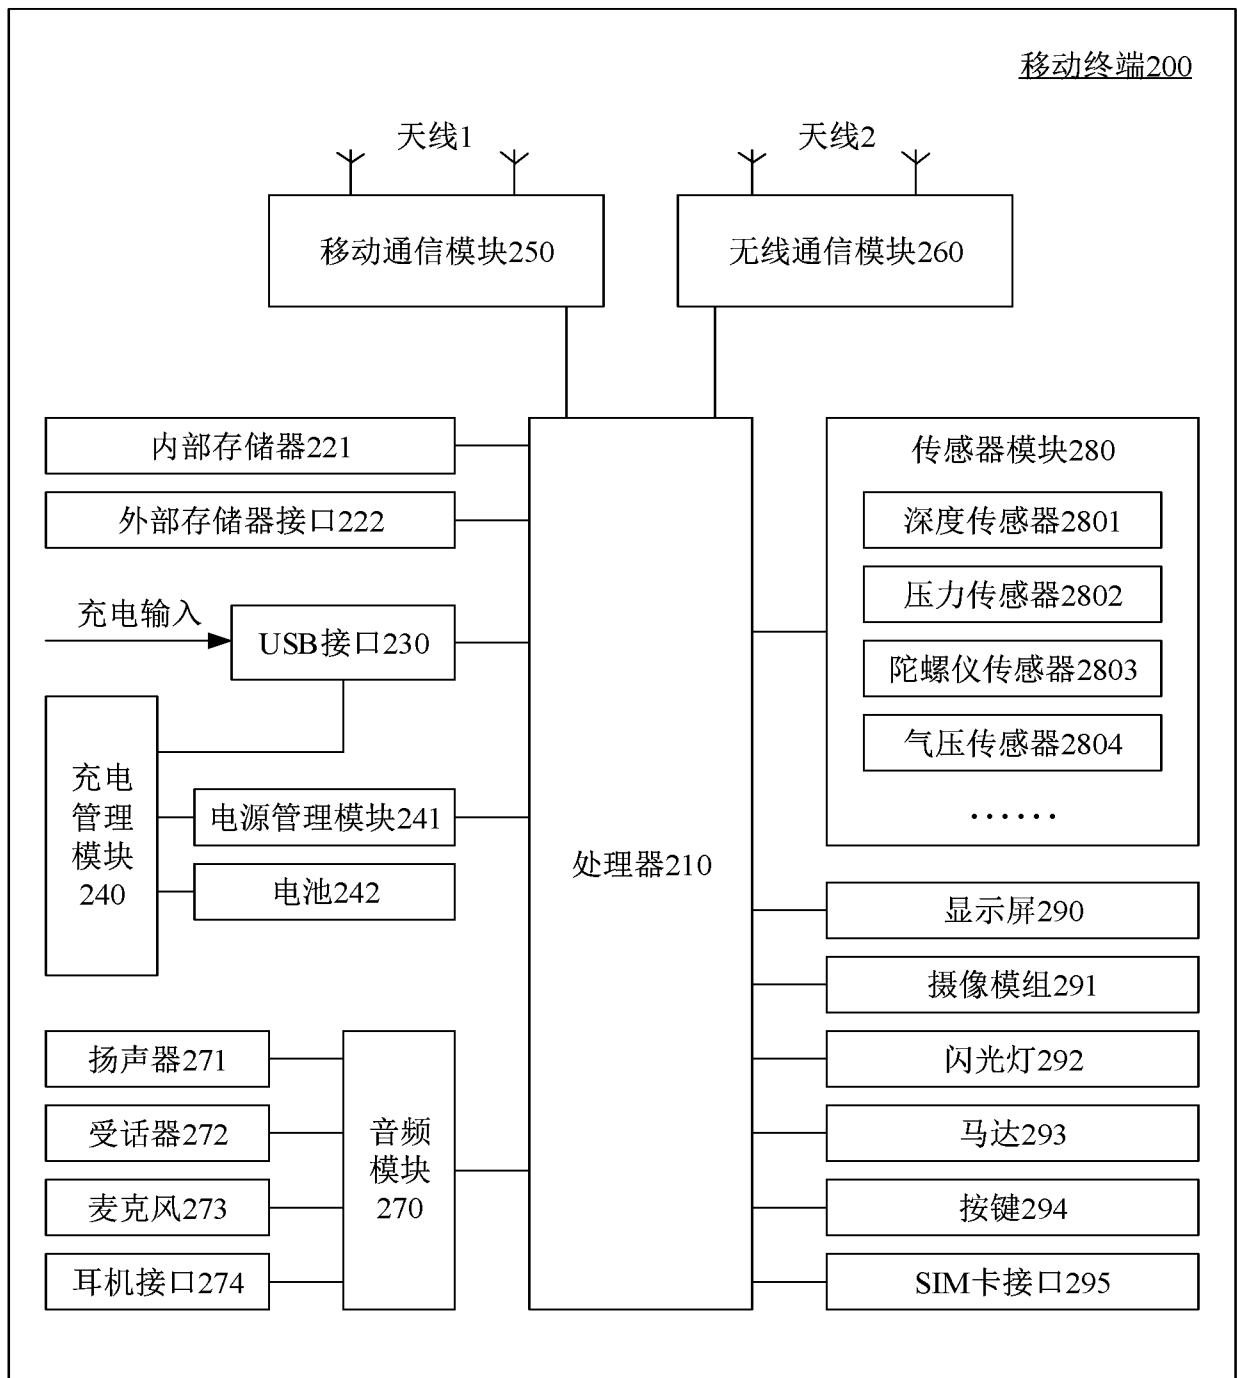 移动终端200
天线1
天线2
移动通信模块250
无线通信模块260
内部存储器221
外部存储器接口222
充电输入
USB接口230
充电
管理
模块
240
电源管理模块241
电池242
扬声器271
受话器272
麦克风273
耳机接口274
音频
模块
270
处理器210
传感器模块280
深度传感器2801
压力传感器2802
陀螺仪传感器2803
气压传感器2804
······
显示屏290
摄像模组291
闪光灯292
马达293
按键294
SIM卡接口295